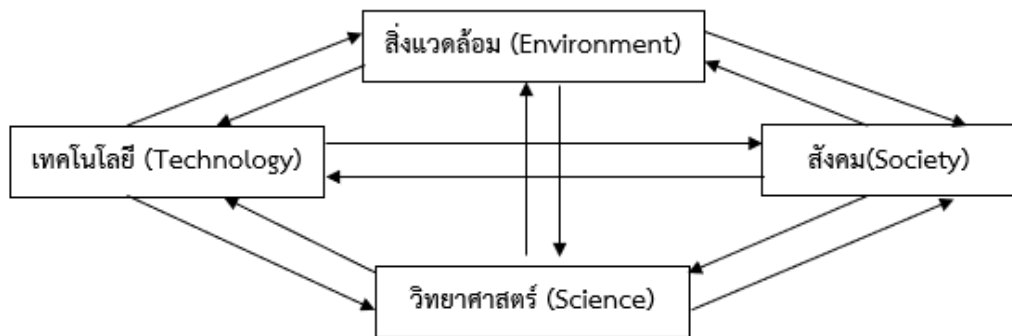 สิ่งแวดล้อม (Environment)
เทคโนโลยี (Technology)
สังคม(Society)
วิทยาศาสตร์ (Science)